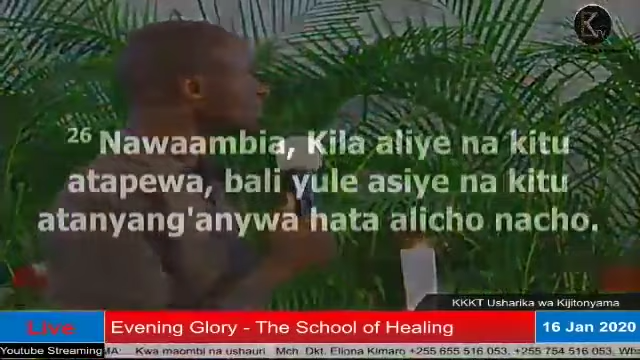 KTV
26 Nawaambia, Kila aliye na kitu
atapewa, bali yule asiye na kitu
atanyang'anywa hata alicho nacho.
KKKT Usharika wa Kijitonyama
Live
Evening Glory - The School of Healing
16 Jan 2020
Youtube Streaming
MA: Kwa maombi na ushauri. Mch. Dkt. Eliona Kimaro +255 655 516 053, +255 754 516 053.